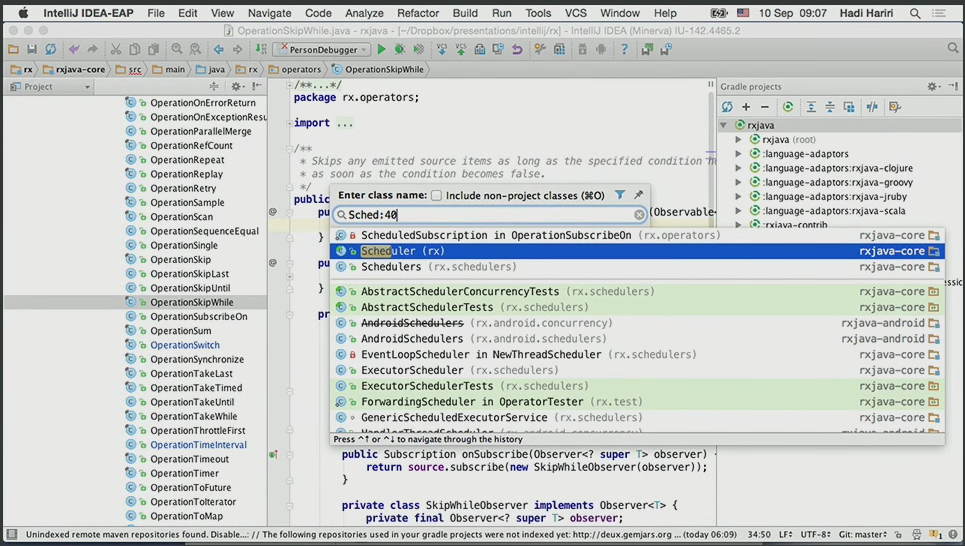 IntelliJ IDEA-EAP File Edit View Navigate Code Analyze Refactor Build Run Tools VCS Window Help 10 Sep 09:07 Hadi Hariri
OperationSkipWhile.java - rxjava - [~/Dropbox/presentations/intellij/rx] - IntelliJ IDEA (Minerva) IU-142.4465.2
PersonDebugger
rx rxjava-core src main java rx operators OperationSkipWhile
Project
OperationOnErrorReturn
OperationOnExceptionResu
OperationParallelMerge
OperationRefCount
OperationRepeat
OperationReplay
OperationRetry
OperationSample
OperationScan
OperationSequenceEqual
OperationSingle
OperationSkip
OperationSkipLast
OperationSkipUntil
OperationSkipWhile
OperationSubscribeOn
OperationSum
OperationSwitch
OperationSynchronize
OperationTakeLast
OperationTakeTimed
OperationTakeUntil
OperationTakeWhile
OperationThrottleFirst
OperationTimeInterval
OperationTimeout
OperationTimer
OperationToFuture
OperationToIterator
OperationToMap
/**...*/
package rx.operators;
import ...
/**
* Skips any emitted source items as long as the specified condition h
* as soon as the condition becomes false.
*/
publi
pu
(Observable<
}
pu
}
pr
Enter class name: Include non-project classes (⌘O)
Sched:40
ScheduledSubscription in OperationSubscribeOn (rx.operators) rxjava-core
Scheduler (rx) rxjava-core
Schedulers (rx.schedulers) rxjava-core
AbstractSchedulerConcurrencyTests (rx.schedulers) rxjava-core
AbstractSchedulerTests (rx.schedulers) rxjava-core
AndroidSchedulers (rx.android.concurrency) rxjava-android
AndroidSchedulers (rx.android.schedulers) rxjava-android
EventLoopScheduler in NewThreadScheduler (rx.schedulers) rxjava-core
ExecutorScheduler (rx.schedulers) rxjava-core
ExecutorSchedulerTests (rx.schedulers) rxjava-core
ForwardingScheduler in OperatorTester (rx.test) rxjava-core
GenericScheduledExecutorService (rx.schedulers) rxjava-core
HandlerThreadScheduler (rx.android.concurrency) rxjava-android
Press ^↑ or ^↓ to navigate through the history
public Subscription onSubscribe(Observer<? super T> observer) {
return source.subscribe(new SkipWhileObserver(observer));
}
private class SkipWhileObserver implements Observer<T> {
private final Observer<? super T> observer;
Gradle projects
rxjava
rxjava (root)
:language-adaptors
:language-adaptors:rxjava-clojure
:language-adaptors:rxjava-groovy
:language-adaptors:rxjava-jruby
:language-adaptors:rxjava-scala
:rxjava-contrib
essic
Unindexed remote maven repositories found. Disable...: // The following repositories used in your gradle projects were not indexed yet: http://deux.gemjars.org ... (today 06:09) 34:50 LF÷ UTF-8÷ Git: master÷ 1